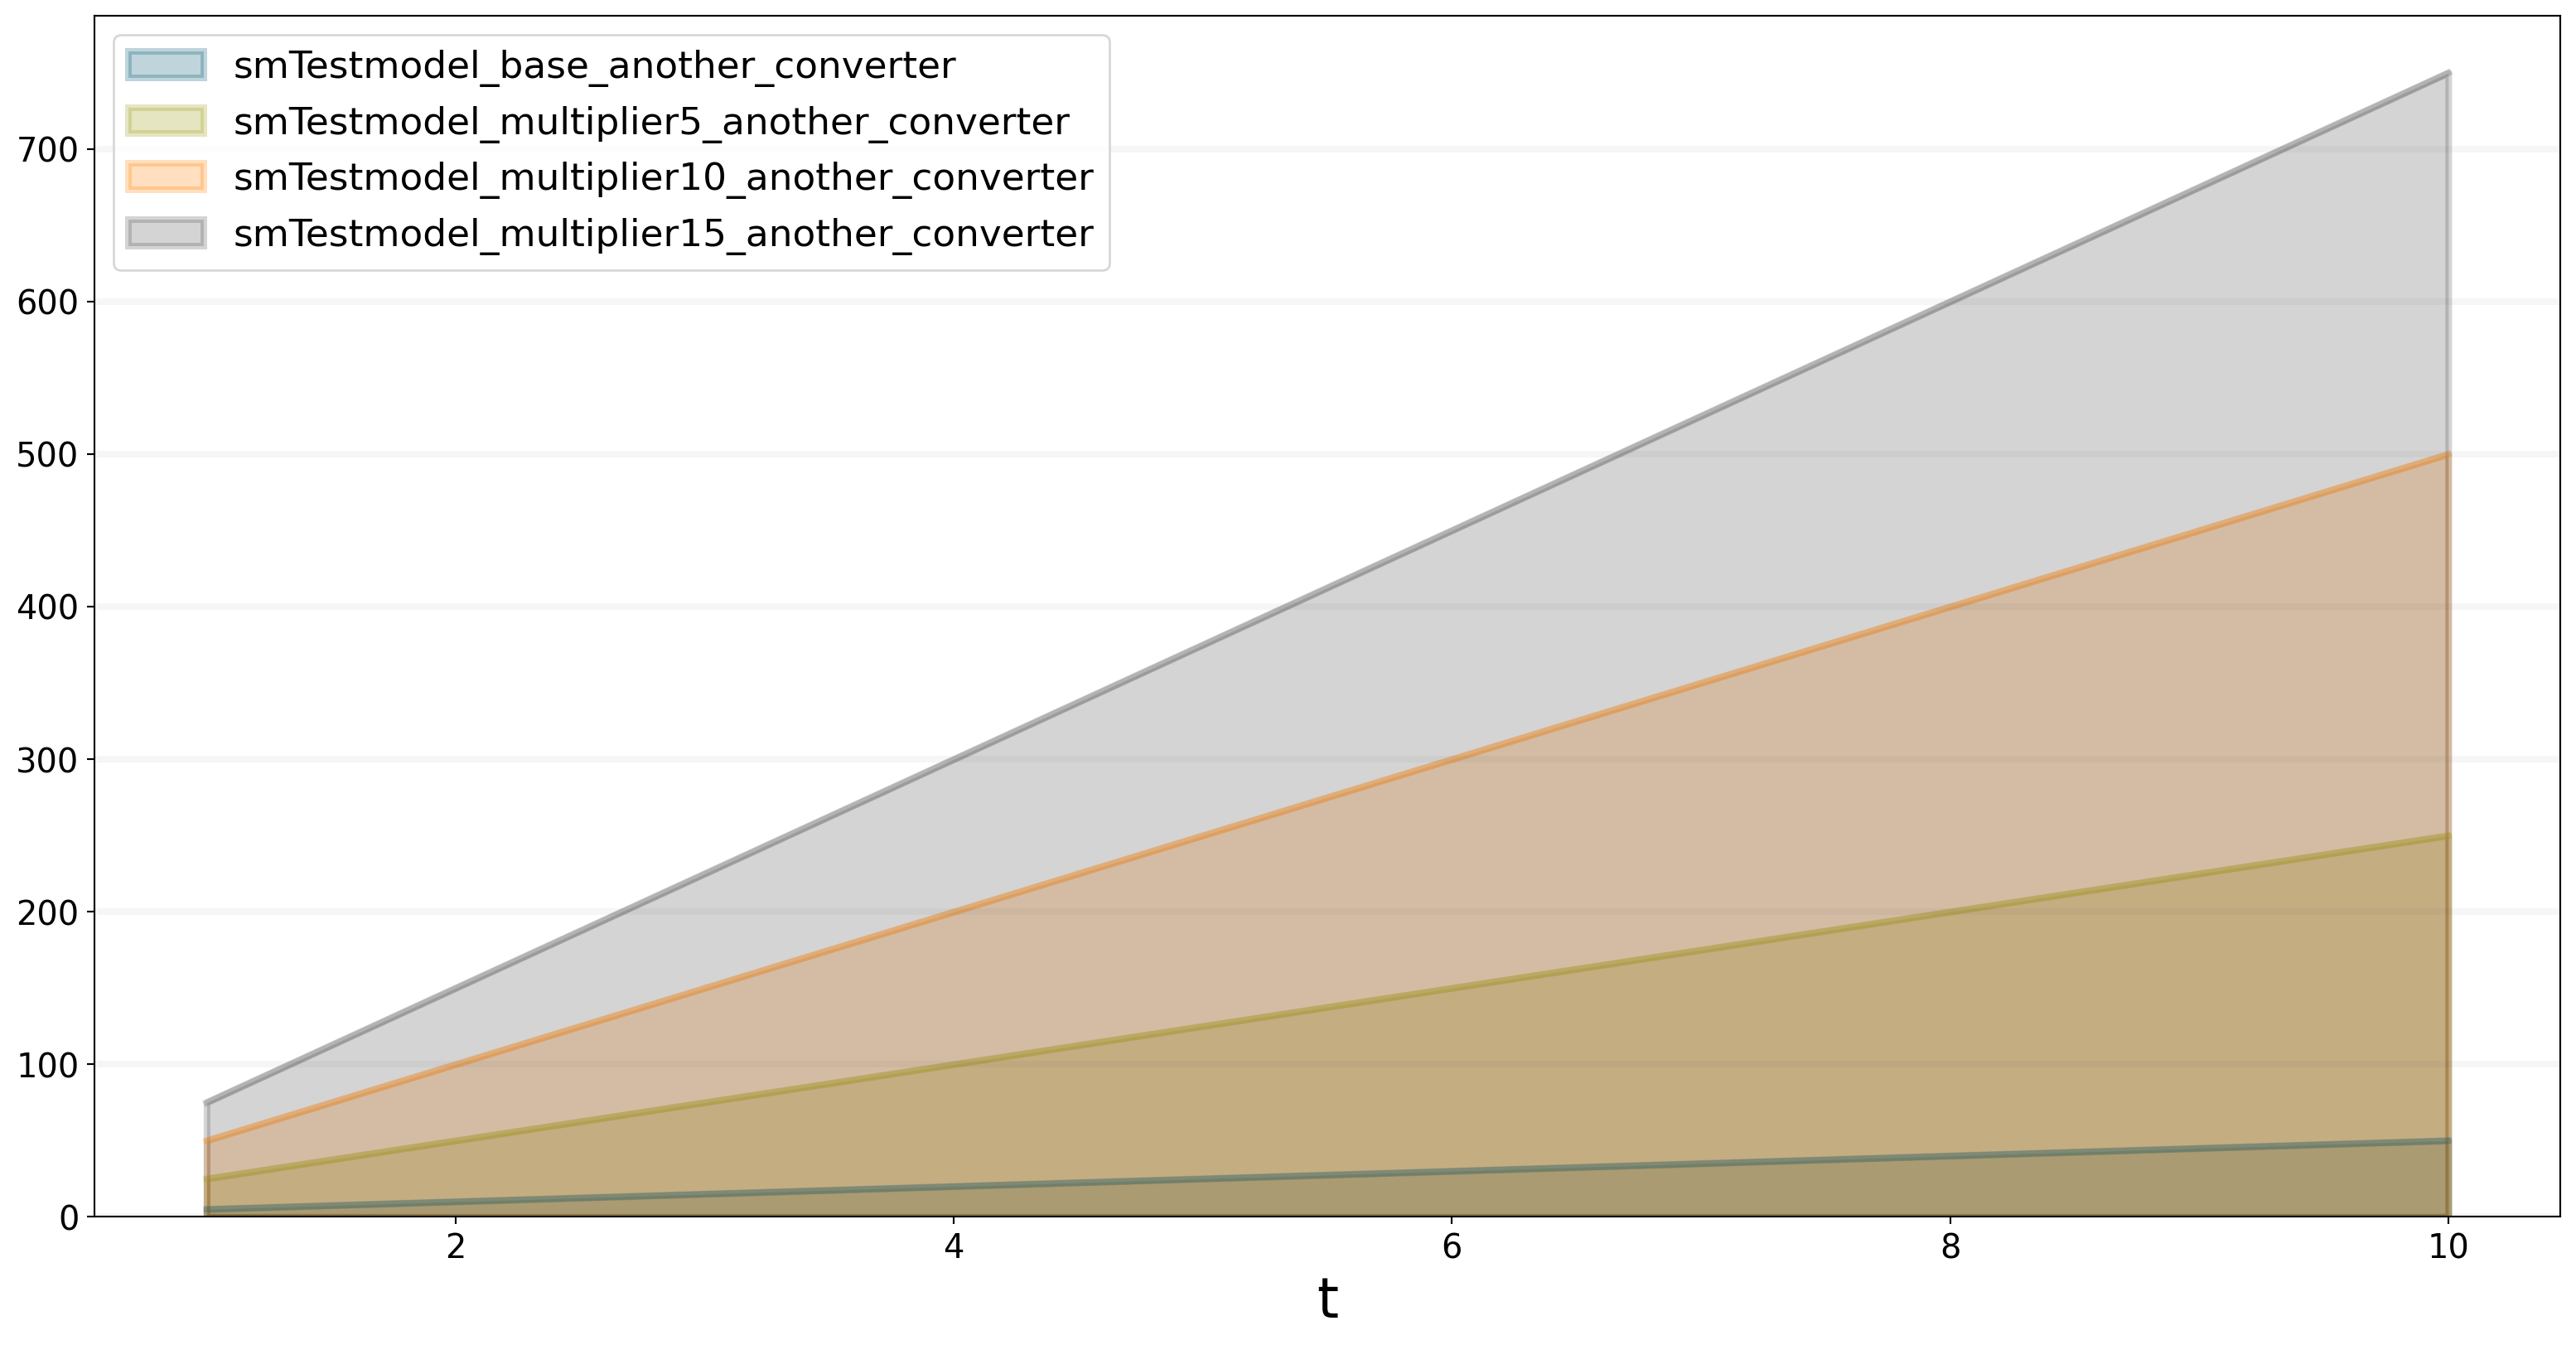 smTestmodel_base_another_converter
smTestmodel_multiplier5_another_converter
smTestmodel_multiplier10_another_converter
smTestmodel_multiplier15_another_converter
700
600
500
400
300
200
100
0
2 4 6 8 10
t